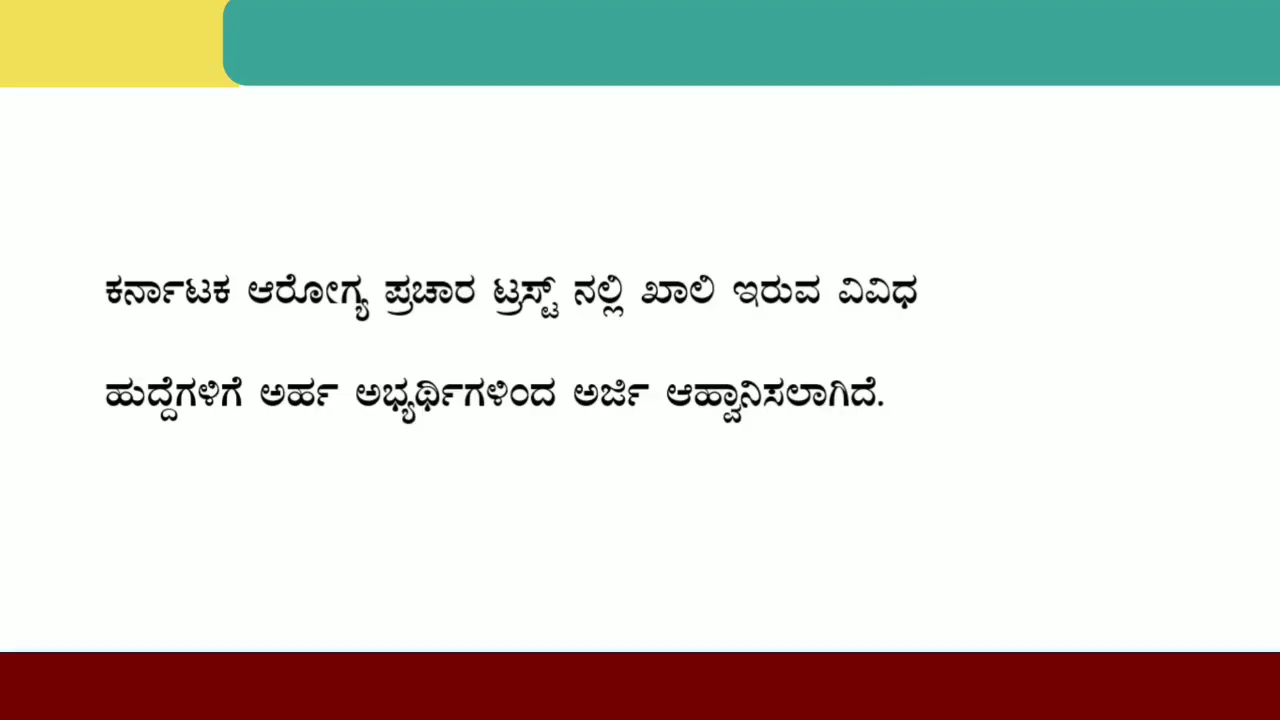 ಕರ್ನಾಟಕ ಆರೋಗ್ಯ ಪ್ರಚಾರ ಟ್ರಸ್ಟ್ ನಲ್ಲಿ ಖಾಲಿ ಇರುವ ವಿವಿಧ
ಹುದ್ದೆಗಳಿಗೆ ಅರ್ಹ ಅಭ್ಯರ್ಥಿಗಳಿಂದ ಅರ್ಜಿ ಆಹ್ವಾನಿಸಲಾಗಿದೆ.